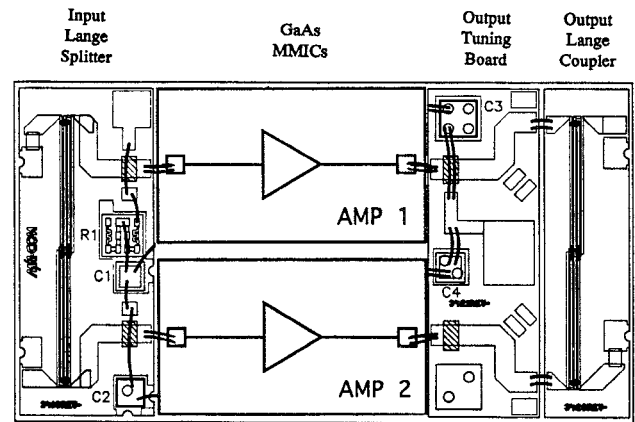 Input
Lange
Splitter
GaAs
MMICs
Output
Tuning
Board
Output
Lange
Coupler
C3
AMP 1
R1
C1
C4
AMP 2
C2